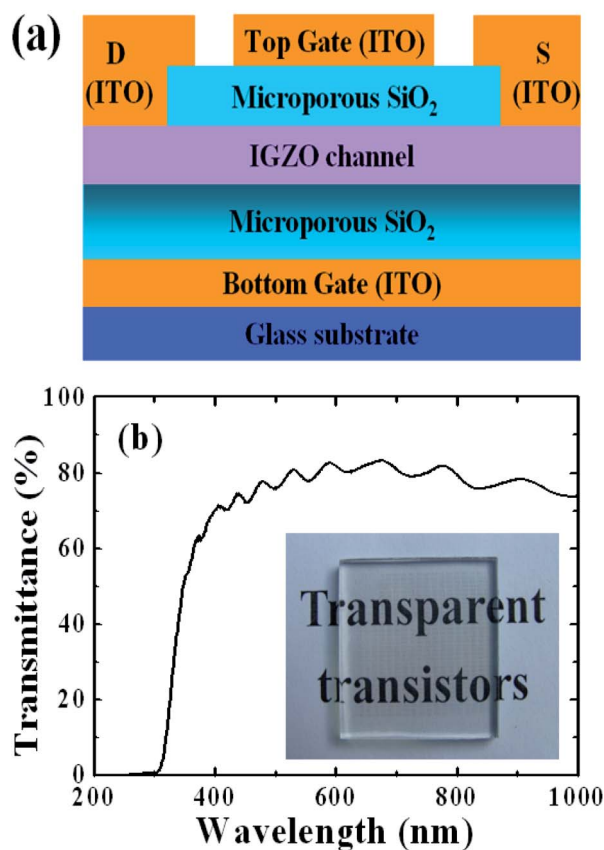 (a)
D
(ITO)
Top Gate (ITO)
S
(ITO)
Microporous SiO₂
IGZO channel
Microporous SiO₂
Bottom Gate (ITO)
Glass substrate
(b)
Transmittance (%)
100
80
60
40
20
0
Transparent
transistors
200 400 600 800 1000
Wavelength (nm)